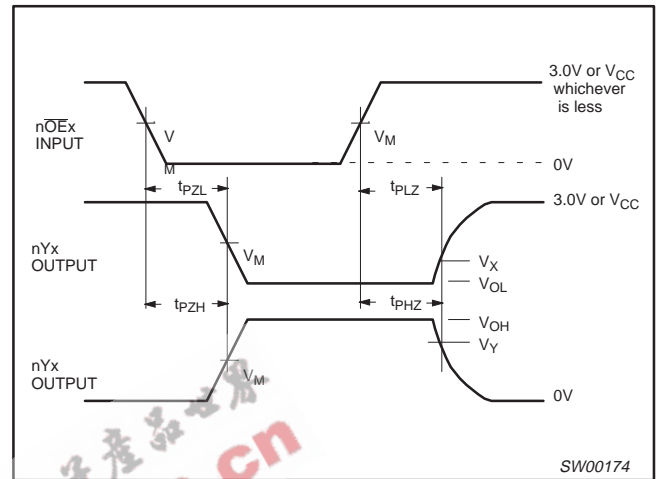 3.0V or VCC
whichever
is less
nOEx
INPUT
V
M
VM
0V
tPZL
tPLZ
3.0V or VCC
nYx
OUTPUT
VM
VX
VOL
tPZH
tPHZ
VOH
VY
nYx
OUTPUT
VM
0V
.cn
SW00174